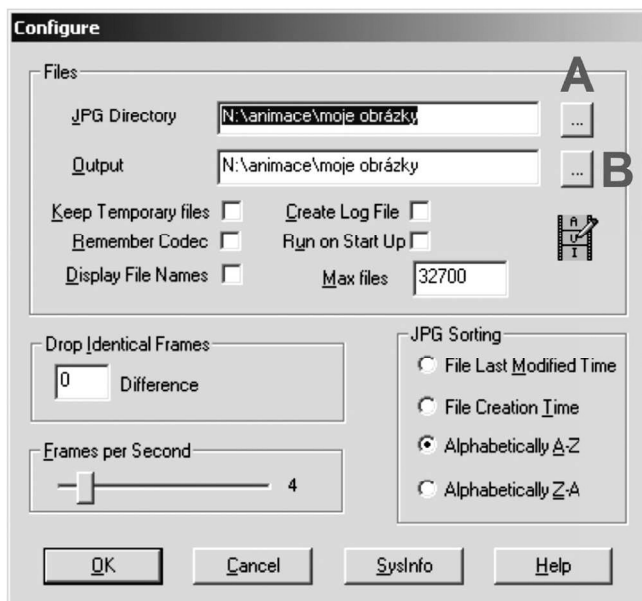 Configure
Files
A
JPG Directory N:\animace\moje obrázky ...
Output N:\animace\moje obrázky ... B
Keep Temporary files Create Log File
Remember Codec Run on Start Up
Display File Names Max files 32700
A
V
I
Drop Identical Frames
0 Difference
Frames per Second
4
JPG Sorting
File Last Modified Time
File Creation Time
Alphabetically A-Z
Alphabetically Z-A
OK Cancel SysInfo Help